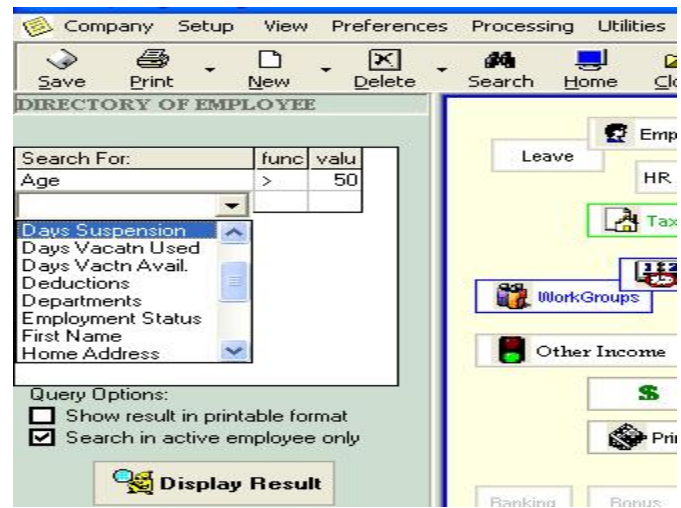 Company Setup View Preferences Processing Utilities
Save Print New Delete Search Home
DIRECTORY OF EMPLOYEE
Search For: func valu
Age > 50
Days Suspension
Days Vacatn Used
Days Vactn Avail.
Deductions
Departments
Employment Status
First Name
Home Address
Query Options:
Show result in printable format
Search in active employee only
Display Result
Leave
HR
Tax
WorkGroups
Other Income
$
Banking Bonus